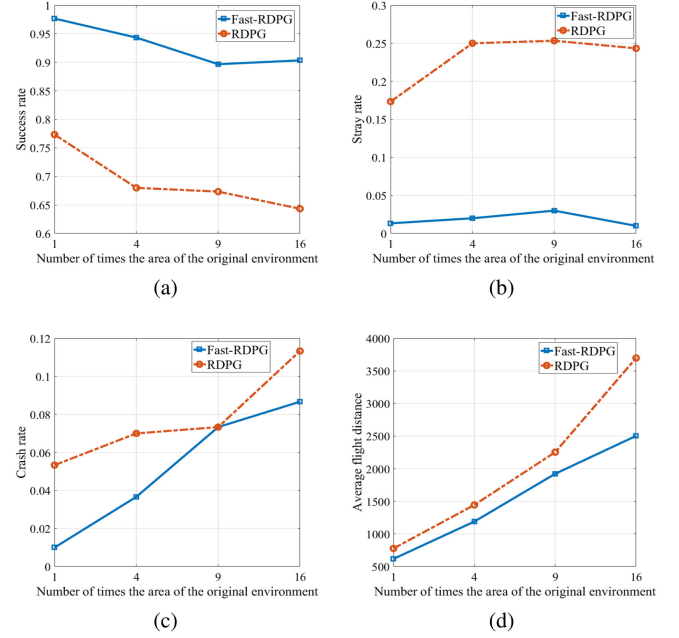 1
0.95
0.9
0.85
0.8
0.75
0.7
0.65
0.6
Success rate
Fast-RDPG
RDPG
1 4 9 16
Number of times the area of the original environment
(a)
0.3
0.25
0.2
0.15
0.1
0.05
0
Stray rate
Fast-RDPG
RDPG
1 4 9 16
Number of times the area of the original environment
(b)
0.12
0.1
0.08
0.06
0.04
0.02
0
Crash rate
Fast-RDPG
RDPG
1 4 9 16
Number of times the area of the original environment
(c)
4000
3500
3000
2500
2000
1500
1000
500
Average flight distance
Fast-RDPG
RDPG
1 4 9 16
Number of times the area of the original environment
(d)